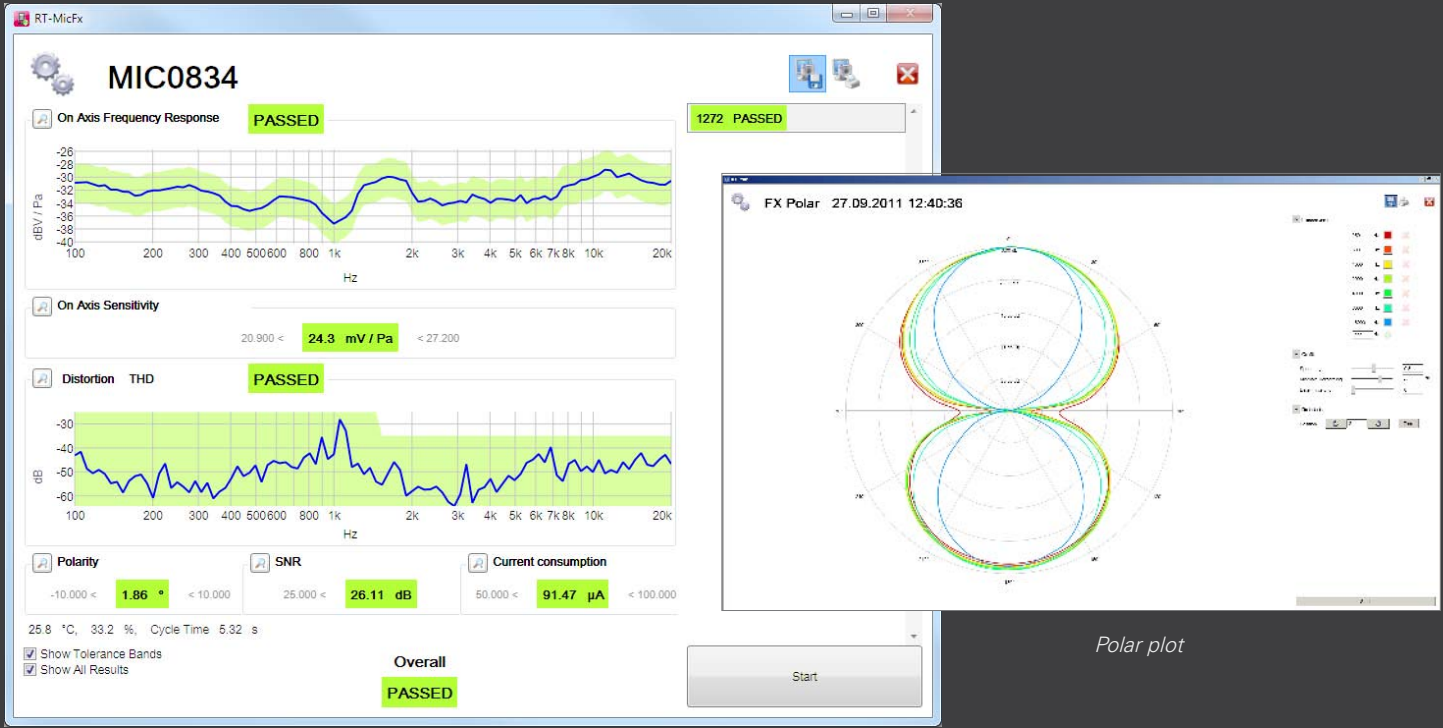 RT-MicFx
MIC0834
On Axis Frequency Response PASSED
-26
-28
-30
-32
-34
-36
-38
-40
dBV / Pa
100 200 300 400 500 600 800 1k 2k 3k 4k 5k 6k 7k 8k 10k 20k
Hz
On Axis Sensitivity
20.900 < 24.3 mV / Pa < 27.200
Distortion THD PASSED
-30
-40
-50
-60
dB
100 200 300 400 500 600 800 1k 2k 3k 4k 5k 6k 7k 8k 10k 20k
Hz
Polarity
-10.000 < 1.86 ° < 10.000
SNR
25.000 < 26.11 dB
Current consumption
50.000 < 91.47 µA < 100.000
25.8 °C, 33.2 %, Cycle Time 5.32 s
Show Tolerance Bands
Show All Results
Overall
PASSED
1272 PASSED
Start
FX Polar 27.09.2011 12:40:36
Polar plot